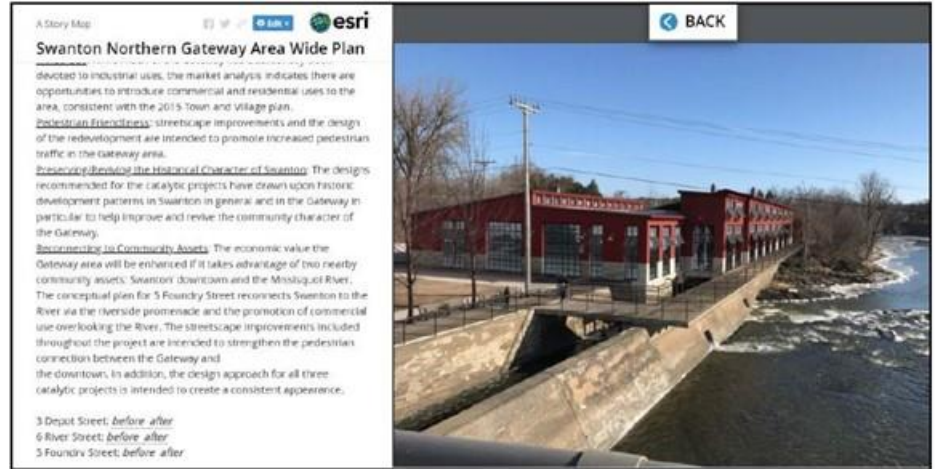 A Story Map
Edit
esri
Swanton Northern Gateway Area Wide Plan
devoted to industrial uses, the market analysis indicates there are
opportunities to introduce commercial and residential uses to the
area, consistent with the 2015 Town and Village plan.
Pedestrian Friendliness: streetscape improvements and the design
of the redevelopment are intended to promote increased pedestrian
traffic in the Gateway area.
Preserving/Reviving the Historical Character of Swanton: The designs
recommended for the catalytic projects have drawn upon historic
development patterns in Swanton in general and in the Gateway in
particular to help improve and revive the community character of
the Gateway.
Reconnecting to Community Assets: The economic value the
Gateway area will be enhanced if it takes advantage of two nearby
community assets: Swanton' downtown and the Missisquoi River.
The conceptual plan for 5 Foundry Street reconnects Swanton to the
River via the riverside promenade and the promotion of commercial
use overlooking the River. The streetscape improvements included
throughout the project are intended to strengthen the pedestrian
connection between the Gateway and
the downtown. In addition, the design approach for all three
catalytic projects is intended to create a consistent appearance.
3 Depot Street: before after
6 River Street: before after
5 Foundry Street: before after
BACK